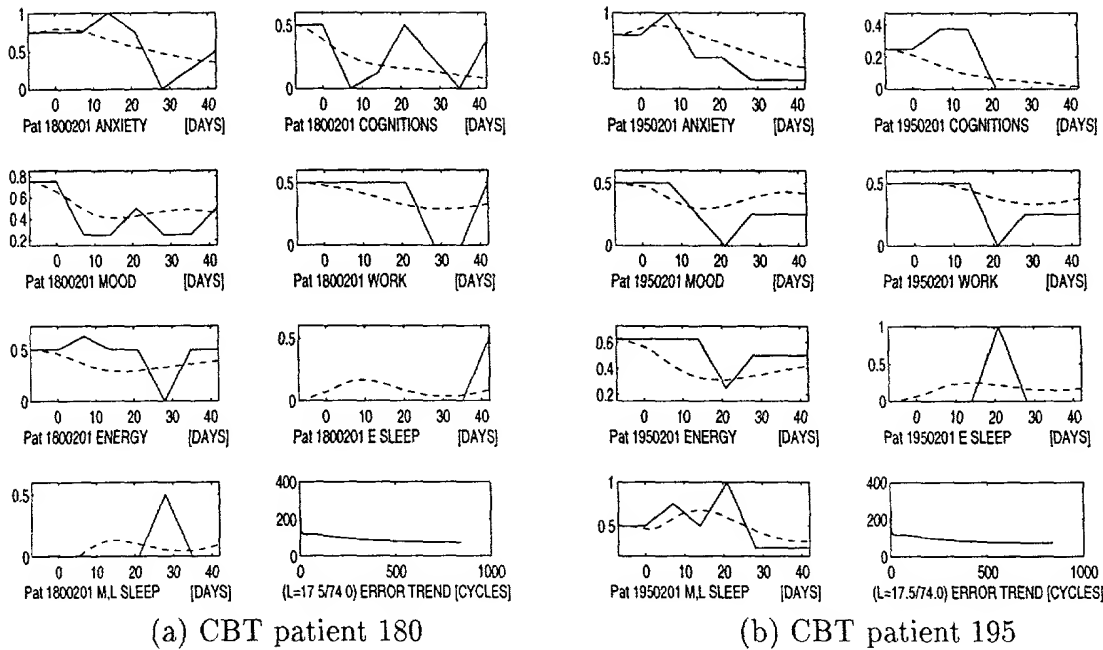 1
0.5
0
0 10 20 30 40
Pat 1800201 ANXIETY [DAYS]
0.5
0
0 10 20 30 40
Pat 1800201 COGNITIONS [DAYS]
0.8
0.6
0.4
0.2
0 10 20 30 40
Pat 1800201 MOOD [DAYS]
0.5
0
0 10 20 30 40
Pat 1800201 WORK [DAYS]
0.5
0
0 10 20 30 40
Pat 1800201 ENERGY [DAYS]
0.5
0
0 10 20 30 40
Pat 1800201 E SLEEP [DAYS]
0.5
0
0 10 20 30 40
Pat 1800201 M,L SLEEP [DAYS]
400
200
0
0 500 1000
(L=17 5/74 0) ERROR TREND [CYCLES]
(a) CBT patient 180
1
0.5
0 10 20 30 40
Pat 1950201 ANXIETY [DAYS]
0.4
0.2
0
0 10 20 30 40
Pat 1950201 COGNITIONS [DAYS]
0.5
0
0 10 20 30 40
Pat 1950201 MOOD [DAYS]
0.5
0
0 10 20 30 40
Pat 1950201 WORK [DAYS]
0.6
0.4
0.2
0 10 20 30 40
Pat 1950201 ENERGY [DAYS]
1
0.5
0
0 10 20 30 40
Pat 1950201 E SLEEP [DAYS]
1
0 5
0 10 20 30 40
Pat 1950201 M,L SLEEP [DAYS]
400
200
0
0 500 1000
(L=17.5/74.0) ERROR TREND [CYCLES]
(b) CBT patient 195